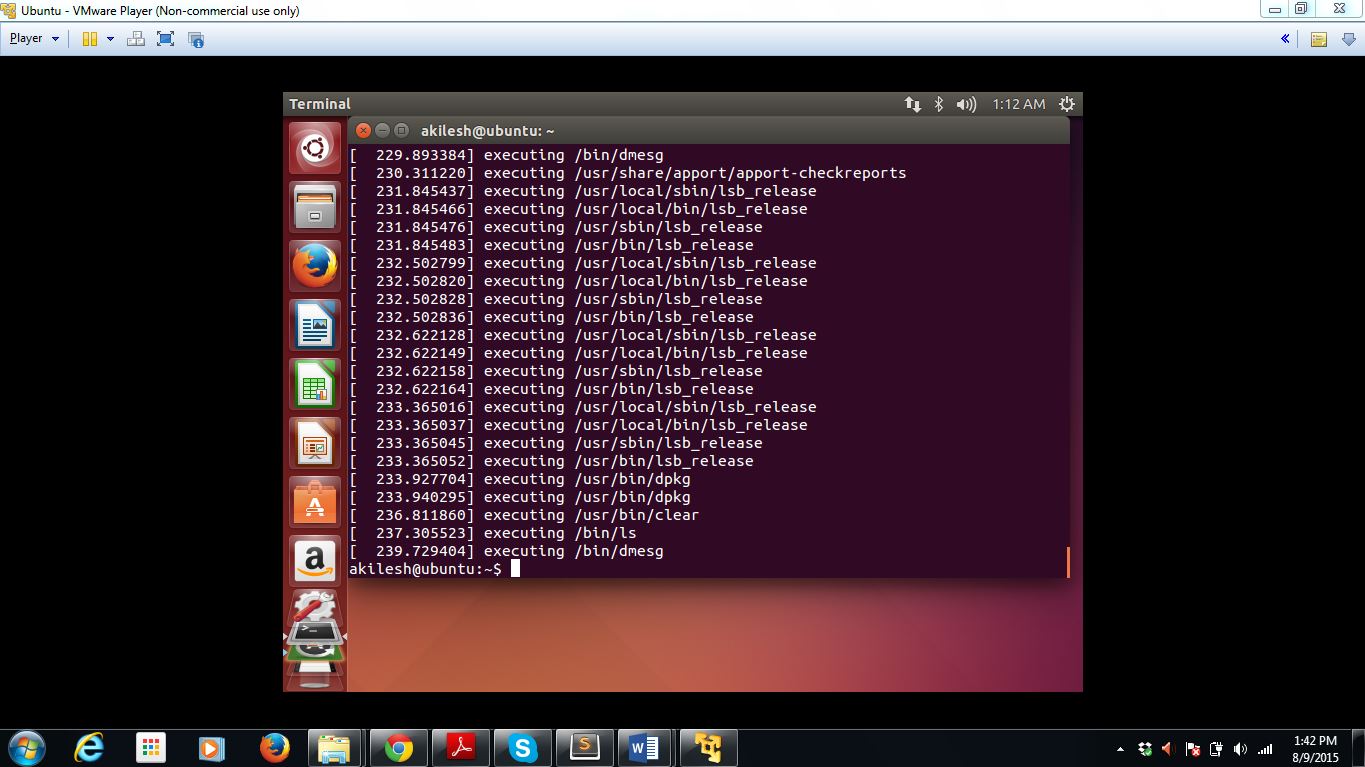 Ubuntu - VMware Player (Non-commercial use only)
Player
Terminal
1:12 AM
akilesh@ubuntu: ~
[  229.893384] executing /bin/dmesg
[  230.311220] executing /usr/share/apport/apport-checkreports
[  231.845437] executing /usr/local/sbin/lsb_release
[  231.845466] executing /usr/local/bin/lsb_release
[  231.845476] executing /usr/sbin/lsb_release
[  231.845483] executing /usr/bin/lsb_release
[  232.502799] executing /usr/local/sbin/lsb_release
[  232.502820] executing /usr/local/bin/lsb_release
[  232.502828] executing /usr/sbin/lsb_release
[  232.502836] executing /usr/bin/lsb_release
[  232.622128] executing /usr/local/sbin/lsb_release
[  232.622149] executing /usr/local/bin/lsb_release
[  232.622158] executing /usr/sbin/lsb_release
[  232.622164] executing /usr/bin/lsb_release
[  233.365016] executing /usr/local/sbin/lsb_release
[  233.365037] executing /usr/local/bin/lsb_release
[  233.365045] executing /usr/sbin/lsb_release
[  233.365052] executing /usr/bin/lsb_release
[  233.927704] executing /usr/bin/dpkg
[  233.940295] executing /usr/bin/dpkg
[  236.811860] executing /usr/bin/clear
[  237.305523] executing /bin/ls
[  239.729404] executing /bin/dmesg
akilesh@ubuntu:~$
1:42 PM
8/9/2015